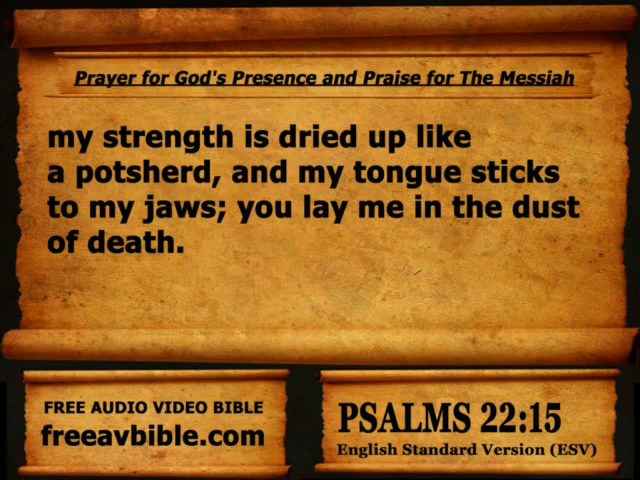 Prayer for God's Presence and Praise for The Messiah
my strength is dried up like
a potsherd, and my tongue sticks
to my jaws; you lay me in the dust
of death.
FREE AUDIO VIDEO BIBLE
freeavbible.com
PSALMS 22:15
English Standard Version (ESV)